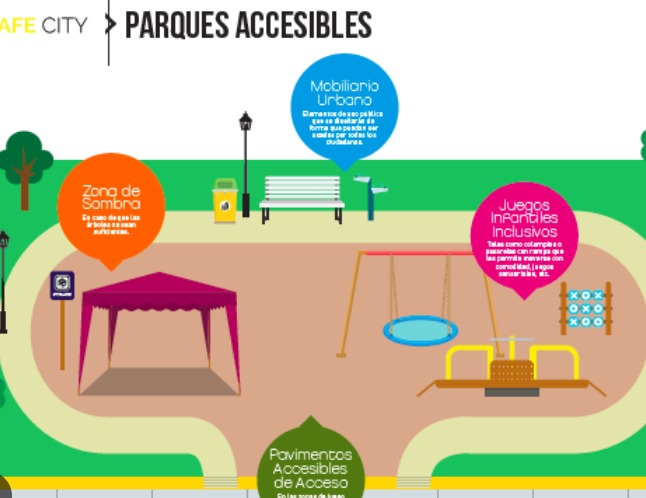 AFE CITY
PARQUES ACCESIBLES
Mobiliario
Urbano
Elementos de uso público
que se diseñarán de
forma que puedan ser
usados por todos los
ciudadanos.
Zona de
Sombra
En caso de que los
árboles no sean
suficientes.
Juegos
Infantiles
Inclusivos
Tales como columpios o
pasarelas con rampa que
les permita moverse con
comodidad, juegos
sensoriales, etc.
Pavimentos
Accesibles
de Acceso
En las zonas de juego